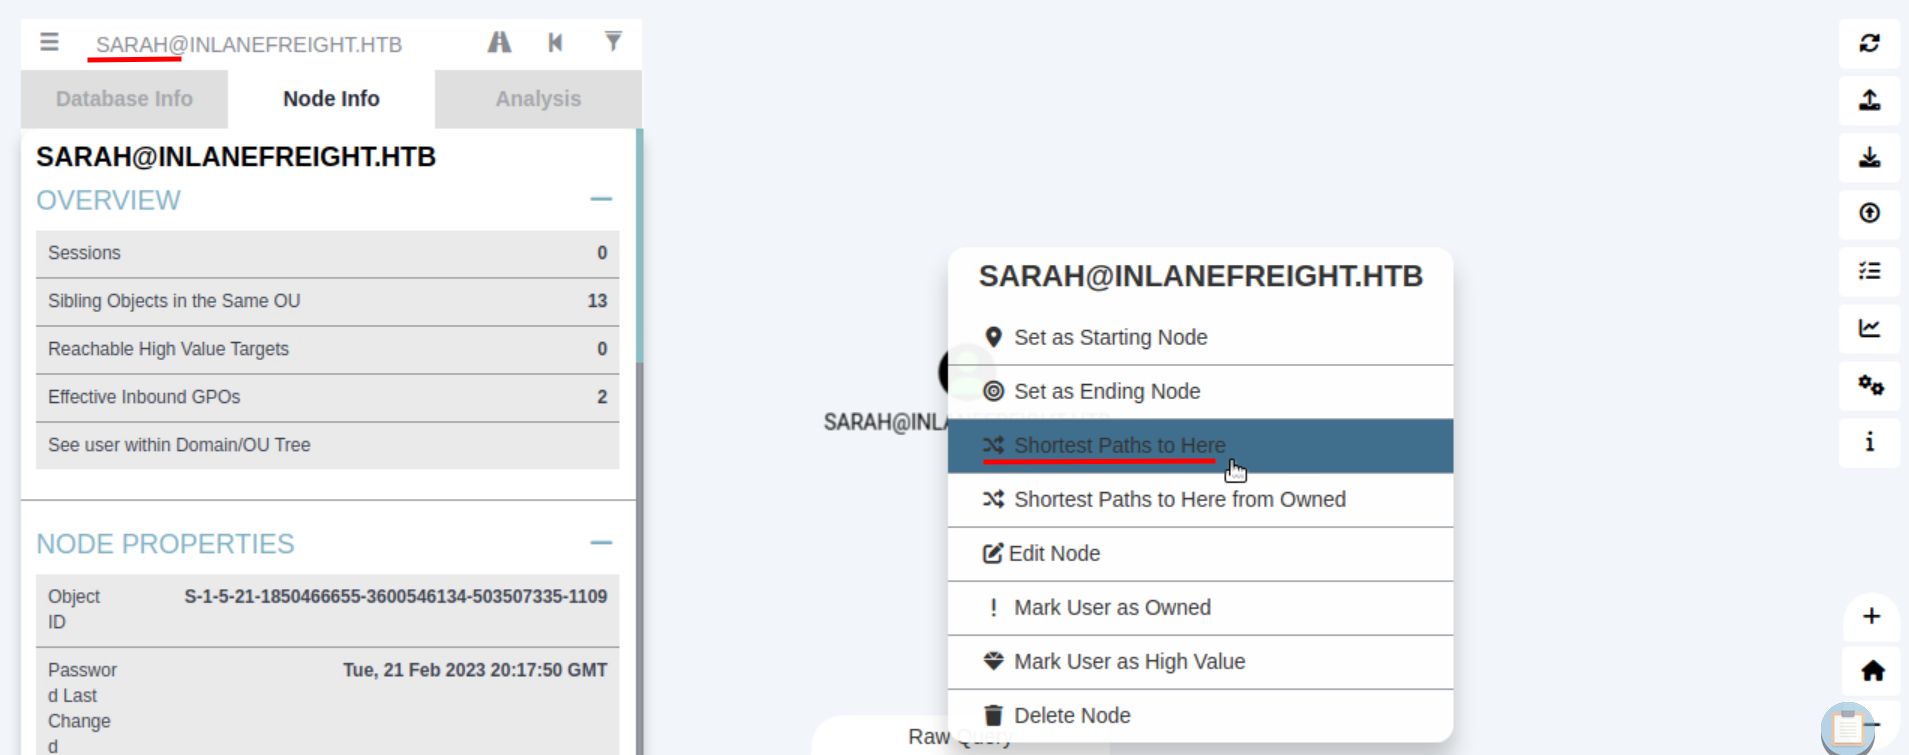 SARAH@INLANEFREIGHT.HTB
Database Info
Node Info
Analysis
SARAH@INLANEFREIGHT.HTB
OVERVIEW
Sessions 0
Sibling Objects in the Same OU 13
Reachable High Value Targets 0
Effective Inbound GPOs 2
See user within Domain/OU Tree
NODE PROPERTIES
Object S-1-5-21-1850466655-3600546134-503507335-1109
ID
Passwor Tue, 21 Feb 2023 20:17:50 GMT
d Last
Change
d
SARAH@INLA
SARAH@INLANEFREIGHT.HTB
Set as Starting Node
Set as Ending Node
Shortest Paths to Here
Shortest Paths to Here from Owned
Edit Node
Mark User as Owned
Mark User as High Value
Delete Node
Raw Query